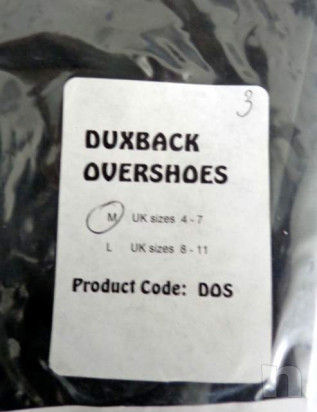 3
DUXBACK
OVERSHOES
M UK sizes 4 - 7
L UK sizes 8 - 11
Product Code: DOS
n